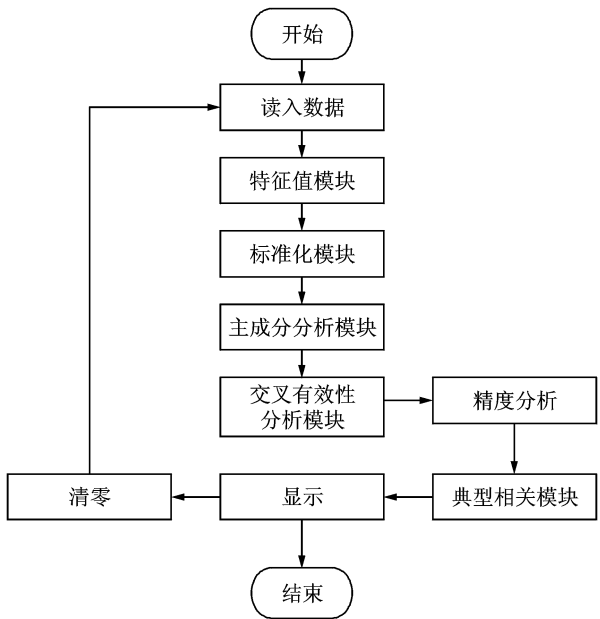 开始
读入数据
特征值模块
标准化模块
主成分分析模块
交叉有效性
分析模块
精度分析
清零
显示
典型相关模块
结束